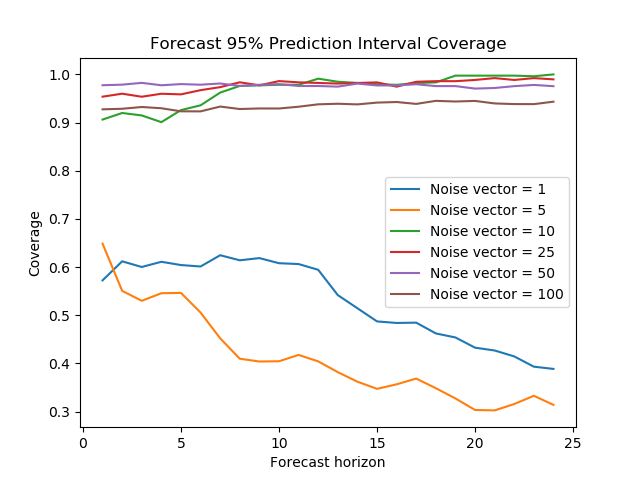 Forecast 95% Prediction Interval Coverage
1.0
0.9
0.8
0.7
0.6
0.5
0.4
0.3
Coverage
Noise vector = 1
Noise vector = 5
Noise vector = 10
Noise vector = 25
Noise vector = 50
Noise vector = 100
0 5 10 15 20 25
Forecast horizon